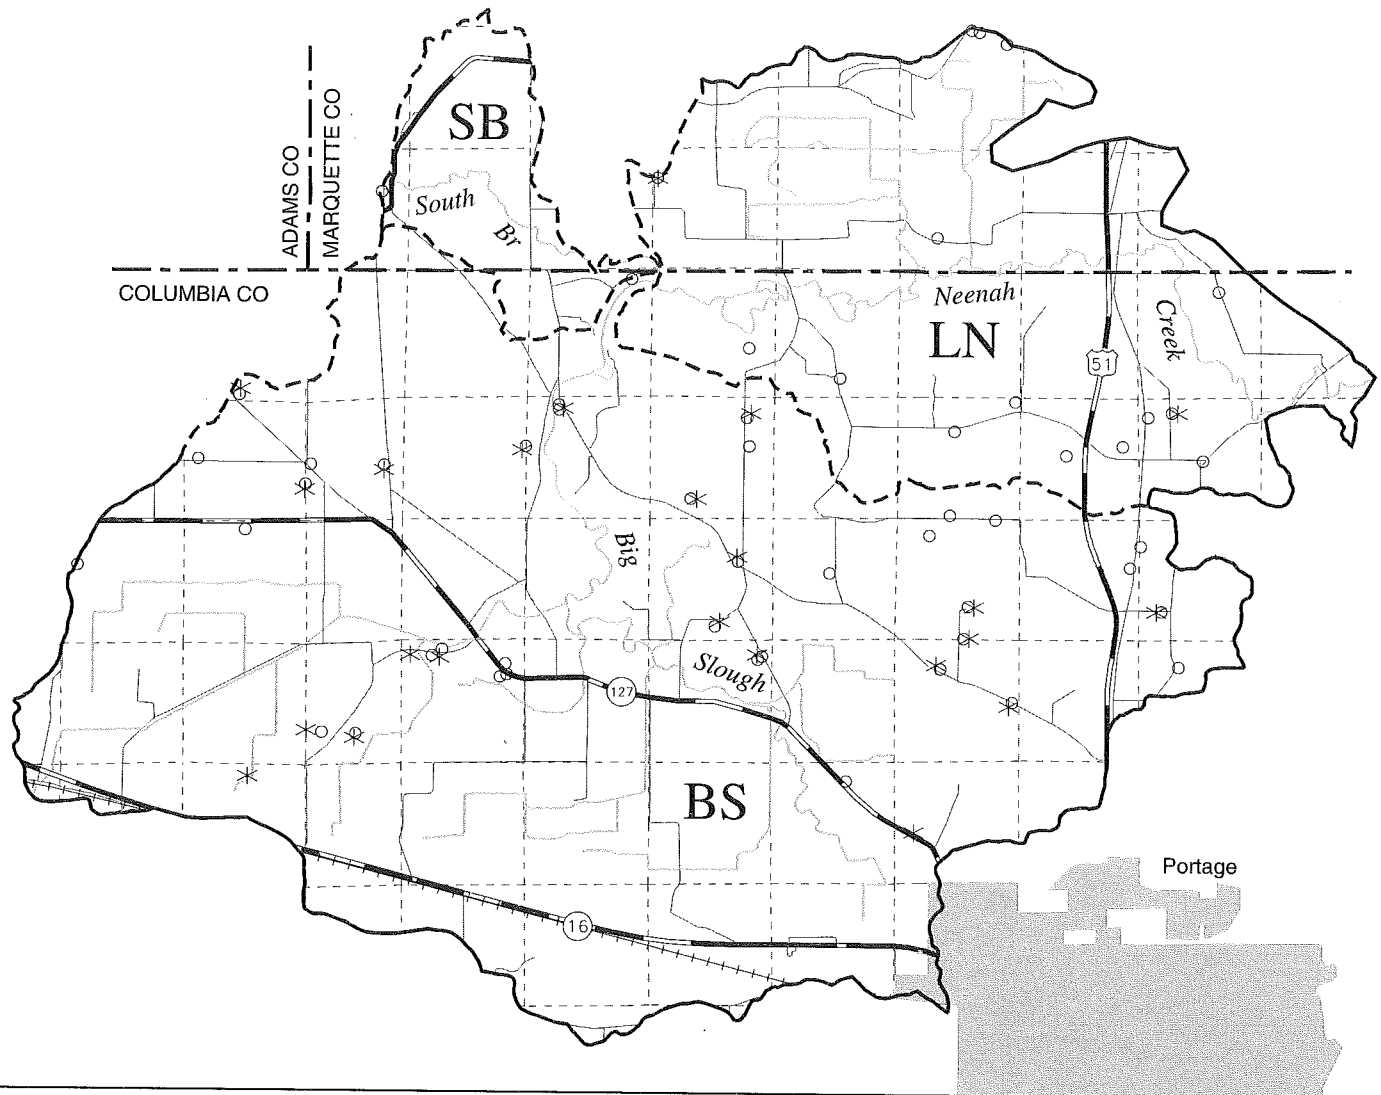 SB
ADAMS CO
MARQUETTE CO
South
Br
COLUMBIA CO
Neenah
Creek
LN
51
Big
Slough
127
BS
Portage
16